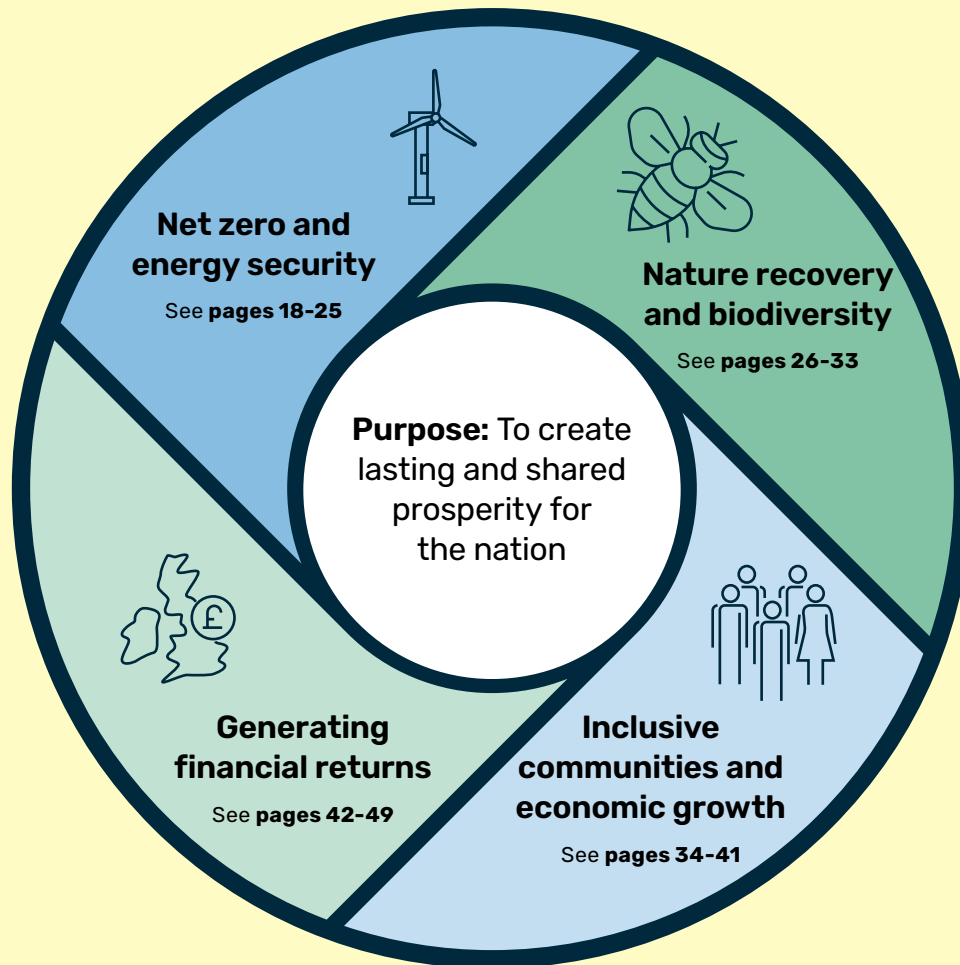 Net zero and
energy security
See pages 18-25
Nature recovery
and biodiversity
See pages 26-33
Purpose: To create
lasting and shared
prosperity for
the nation
£
Generating
financial returns
See pages 42-49
Inclusive
communities and
economic growth
See pages 34-41